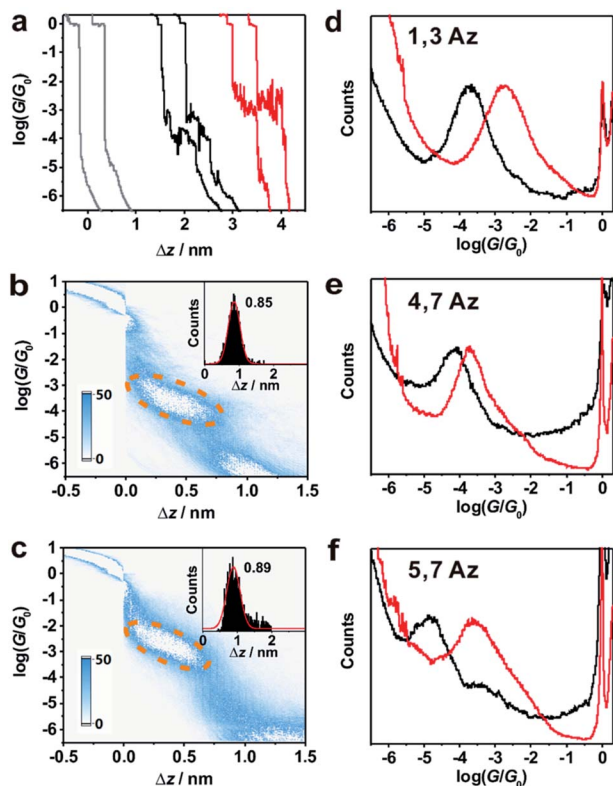 a
log(G/G₀)
0
-1
-2
-3
-4
-5
-6
0 1 2 3 4
Δz / nm
b
log(G/G₀)
1
0
-1
-2
-3
-4
-5
-6
50
0
Counts
0.85
0 1 2
Δz / nm
-0.5 0.0 0.5 1.0 1.5
Δz / nm
c
log(G/G₀)
1
0
-1
-2
-3
-4
-5
-6
50
0
Counts
0.89
0 1 2
Δz / nm
-0.5 0.0 0.5 1.0 1.5
Δz / nm
d
1,3 Az
Counts
-6 -5 -4 -3 -2 -1 0
log(G/G₀)
e
4,7 Az
Counts
-5 -4 -3 -2 -1 0
log(G/G₀)
f
5,7 Az
Counts
-6 -5 -4 -3 -2 -1 0
log(G/G₀)